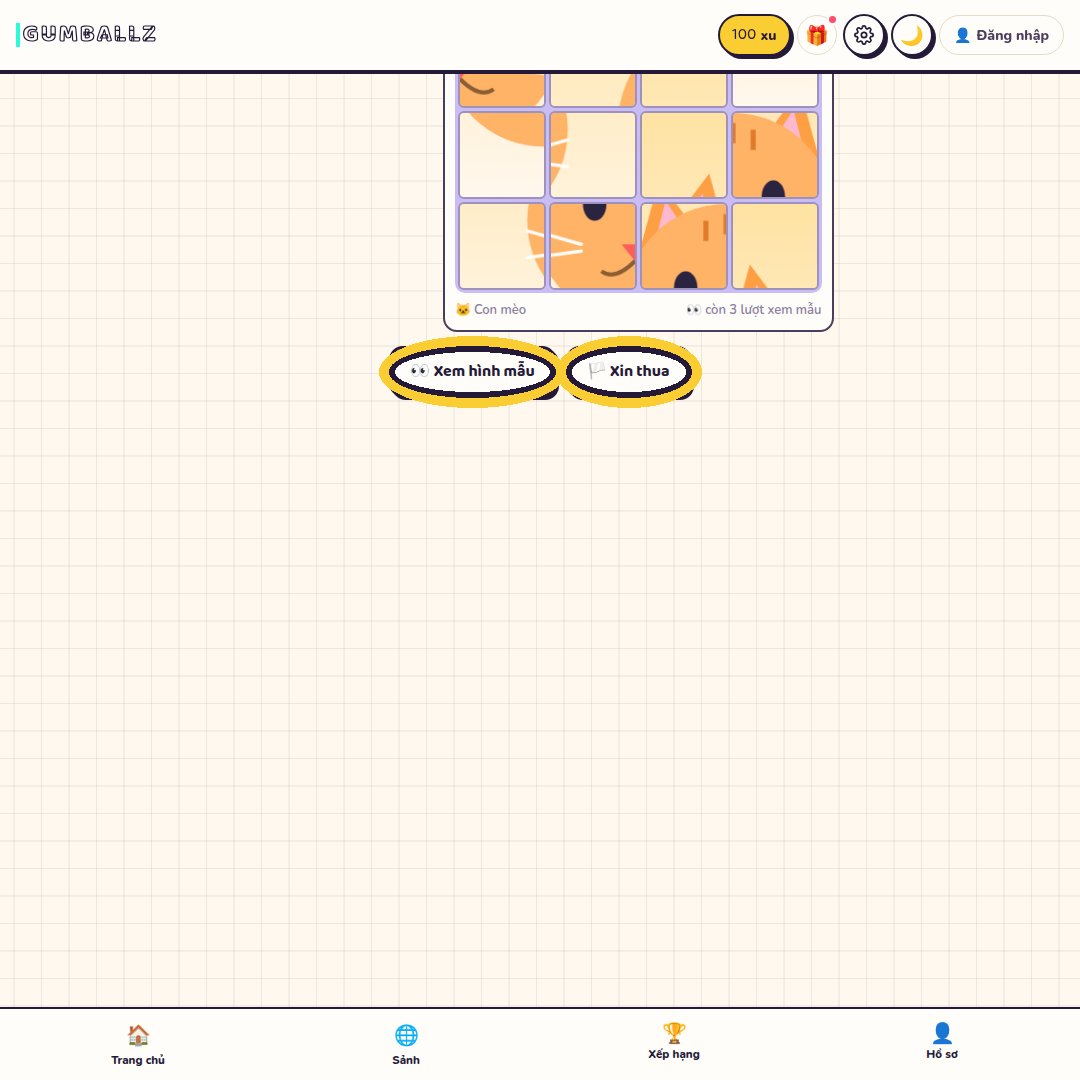 GUMBALLZ
100 xu
Đăng nhập
Con mèo
còn 3 lượt xem mẫu
Xem hình mẫu
Xin thua
Trang chủ
Sảnh
Xếp hạng
Hồ sơ